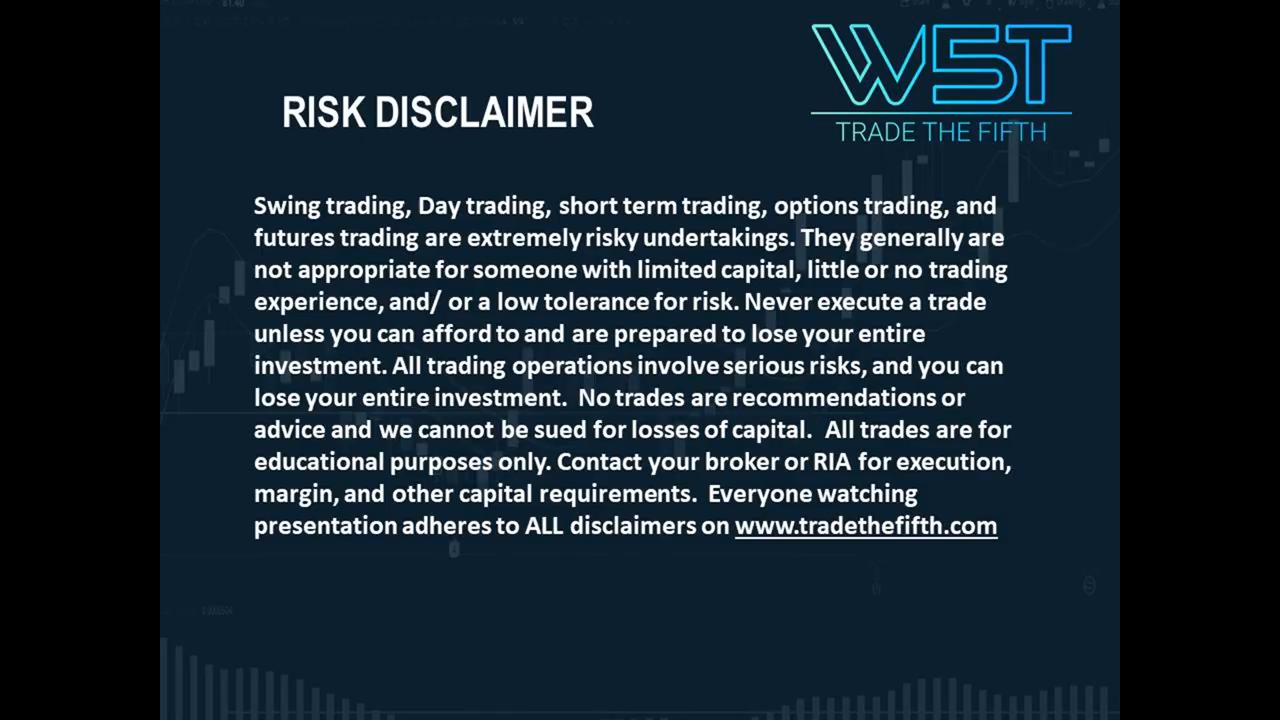 W5T
TRADE THE FIFTH
RISK DISCLAIMER
Swing trading, Day trading, short term trading, options trading, and
futures trading are extremely risky undertakings. They generally are
not appropriate for someone with limited capital, little or no trading
experience, and/ or a low tolerance for risk. Never execute a trade
unless you can afford to and are prepared to lose your entire
investment. All trading operations involve serious risks, and you can
lose your entire investment.  No trades are recommendations or
advice and we cannot be sued for losses of capital.  All trades are for
educational purposes only. Contact your broker or RIA for execution,
margin, and other capital requirements.  Everyone watching
presentation adheres to ALL disclaimers on www.tradethefifth.com